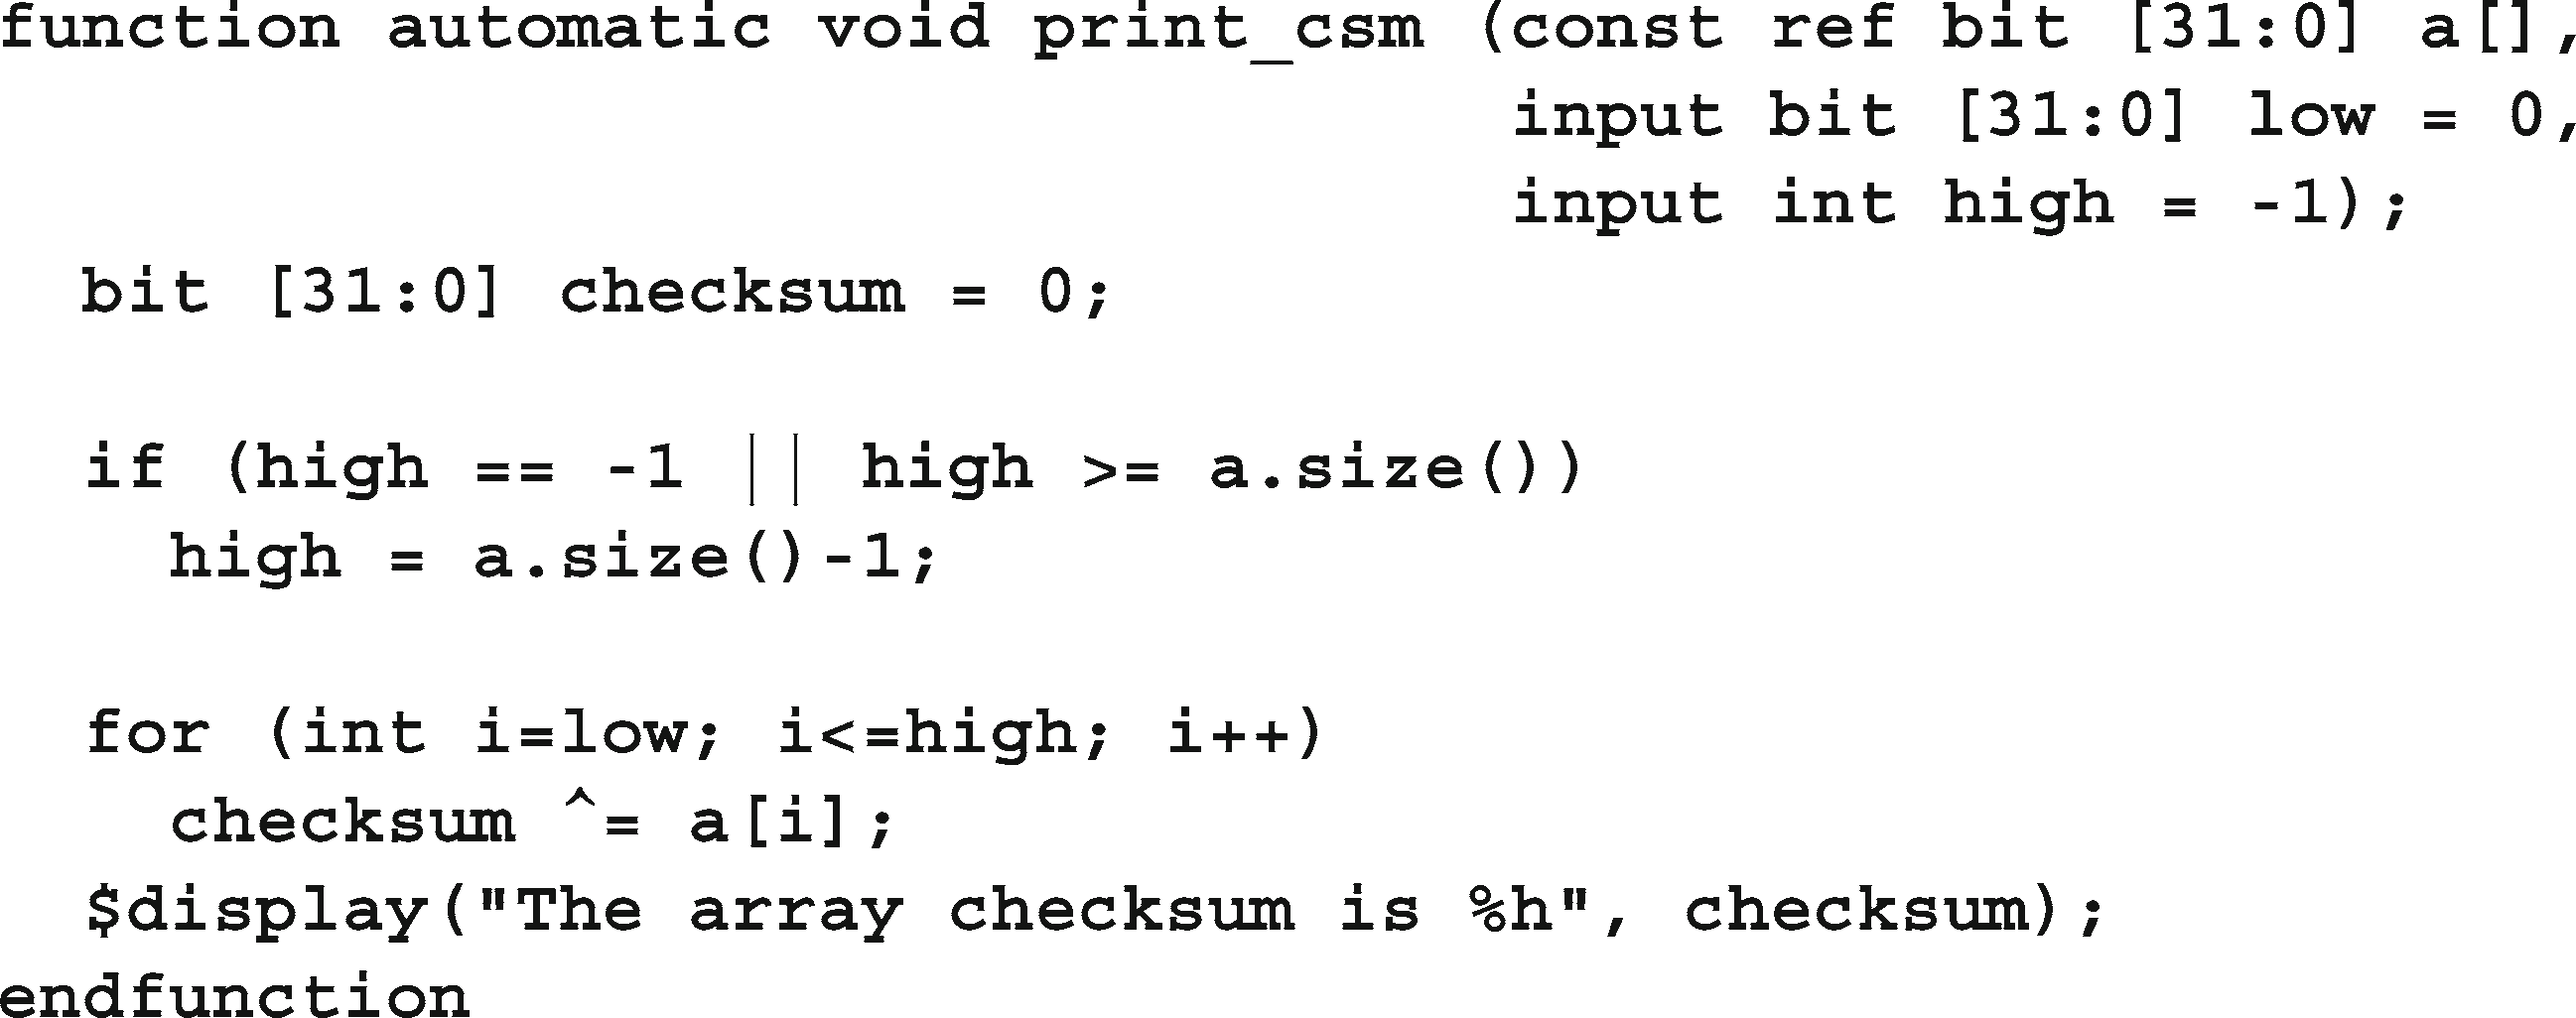 function automatic void print_csm (const ref bit [31:0] a[],
input bit [31:0] low = 0,
input int high = -1);
bit [31:0] checksum = 0;
if (high == -1 || high >= a.size())
high = a.size()-1;
for (int i=low; i<=high; i++)
checksum ^= a[i];
$display("The array checksum is %h", checksum);
endfunction